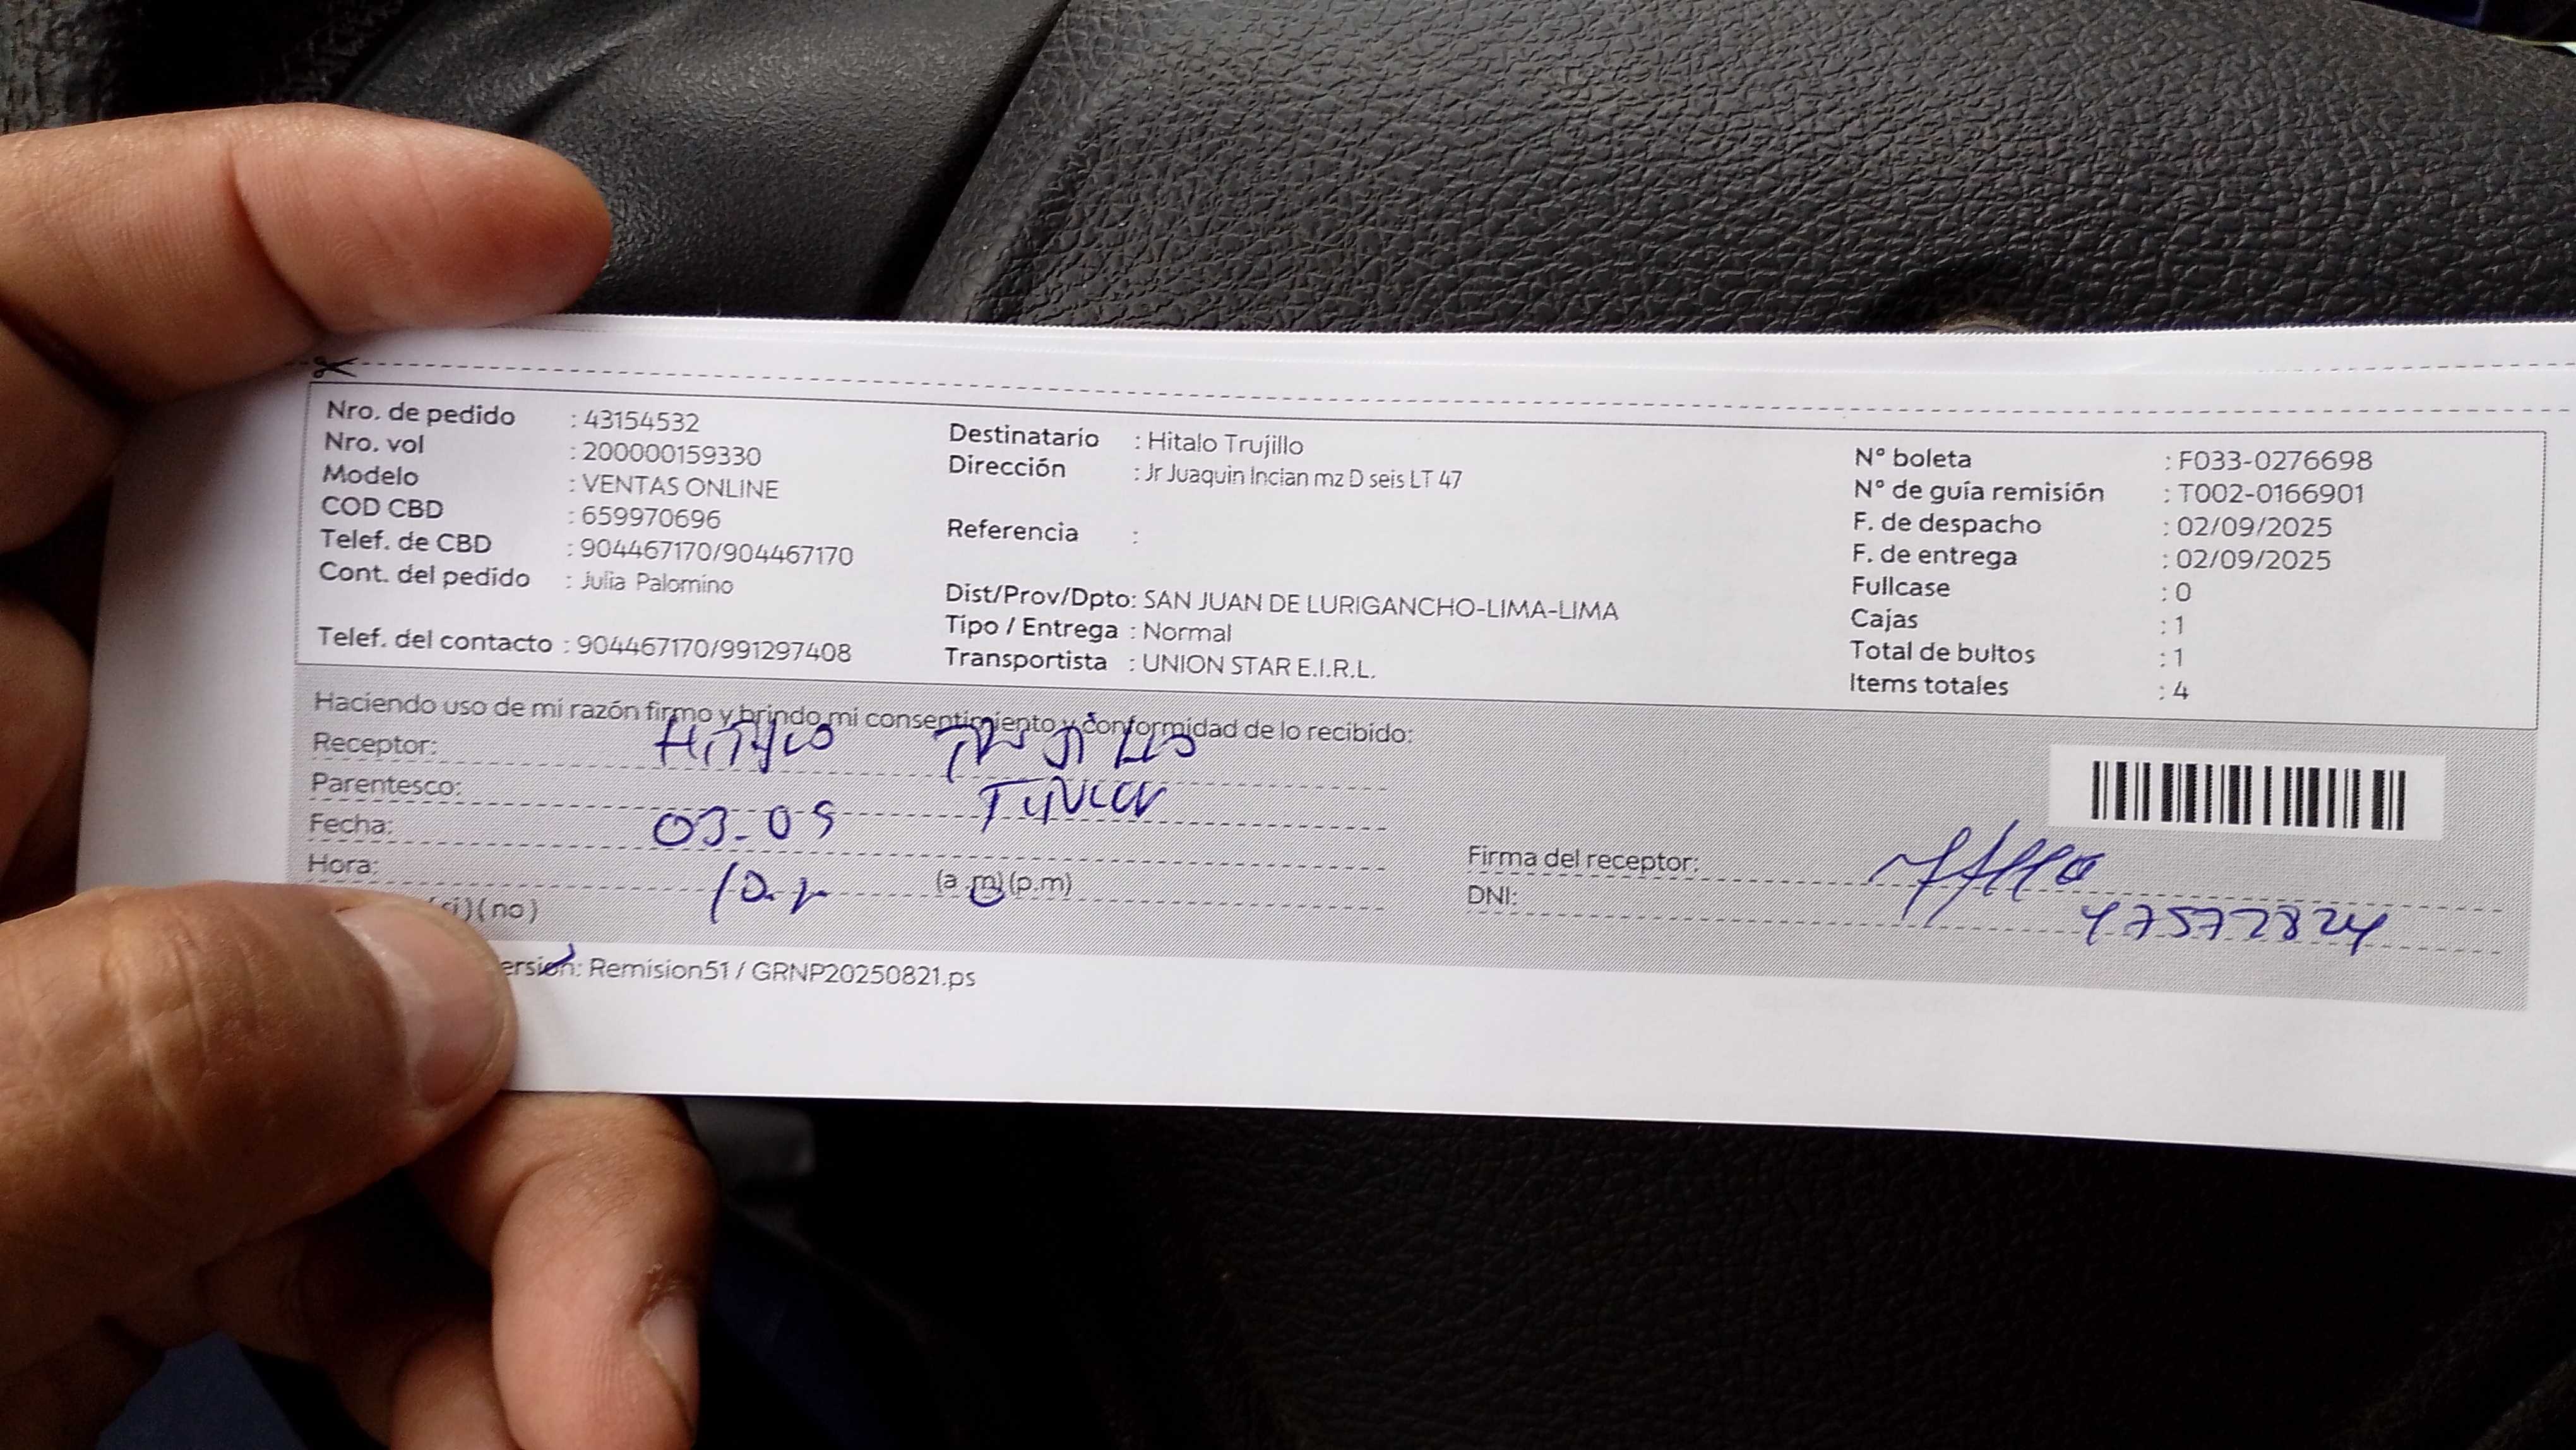 Nro. de pedido : 43154532
Nro. vol : 200000159330
Modelo : VENTAS ONLINE
COD CBD : 659970696
Telef. de CBD : 904467170/904467170
Cont. del pedido : Julia Palomino
Telef. del contacto : 904467170/991297408
Destinatario : Hitalo Trujillo
Dirección : Jr Juaquin Incian mz D seis LT 47
Referencia :
Dist/Prov/Dpto: SAN JUAN DE LURIGANCHO-LIMA-LIMA
Tipo / Entrega : Normal
Transportista : UNION STAR E.I.R.L.
N° boleta : F033-0276698
N° de guía remisión : T002-0166901
F. de despacho : 02/09/2025
F. de entrega : 02/09/2025
Fullcase : 0
Cajas : 1
Total de bultos : 1
Items totales : 4
Haciendo uso de mi razón firmo y brindo mi consentimiento y conformidad de lo recibido:
Receptor: Hitalo Trujillo
Parentesco:
Fecha: 03-09
Hora: (a.m)(p.m)
(si)(no)
Firma del receptor:
DNI: 47572824
ersion: Remision51 / GRNP20250821.ps